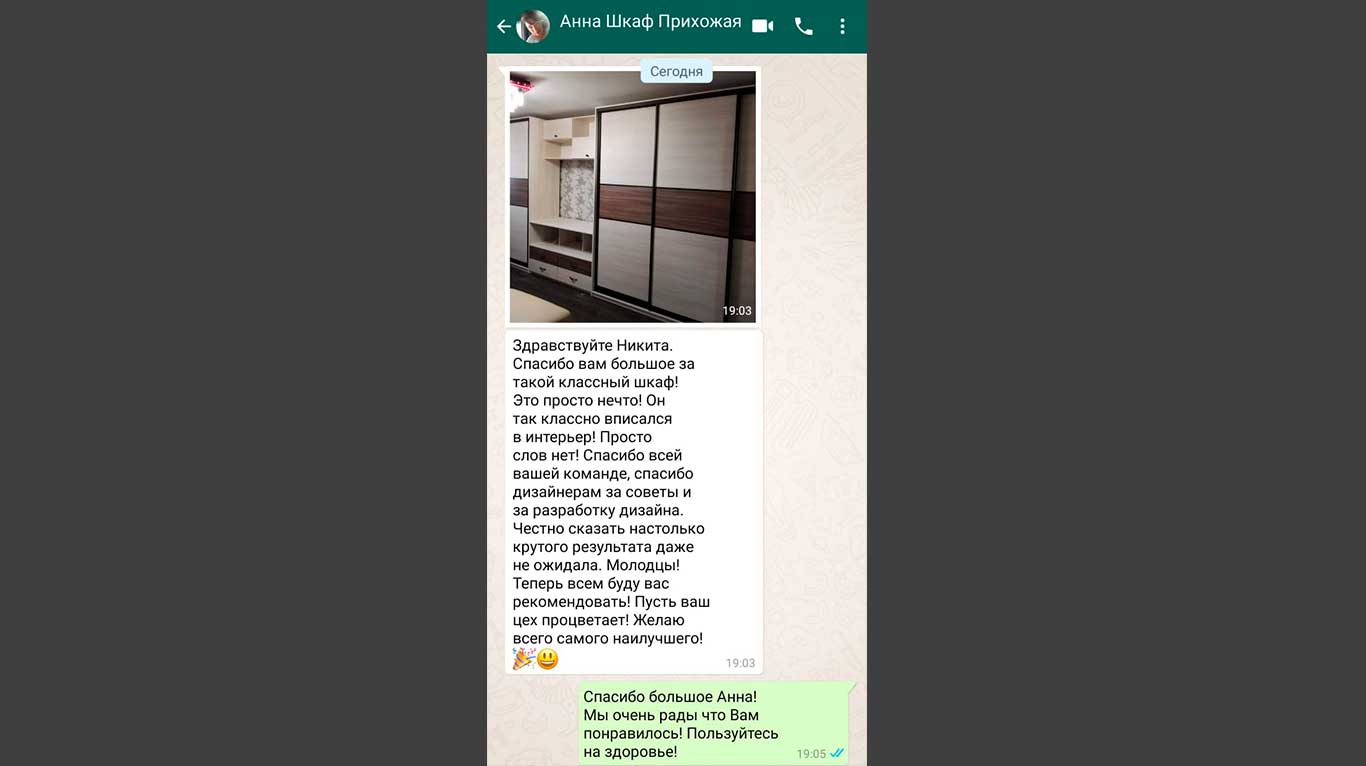 Анна Шкаф Прихожая
Сегодня
19:03
Здравствуйте Никита.
Спасибо вам большое за
такой классный шкаф!
Это просто нечто! Он
так классно вписался
в интерьер! Просто
слов нет! Спасибо всей
вашей команде, спасибо
дизайнерам за советы и
за разработку дизайна.
Честно сказать настолько
крутого результата даже
не ожидала. Молодцы!
Теперь всем буду вас
рекомендовать! Пусть ваш
цех процветает! Желаю
всего самого наилучшего!
🎉😃
19:03
Спасибо большое Анна!
Мы очень рады что Вам
понравилось! Пользуйтесь
на здоровье!
19:05